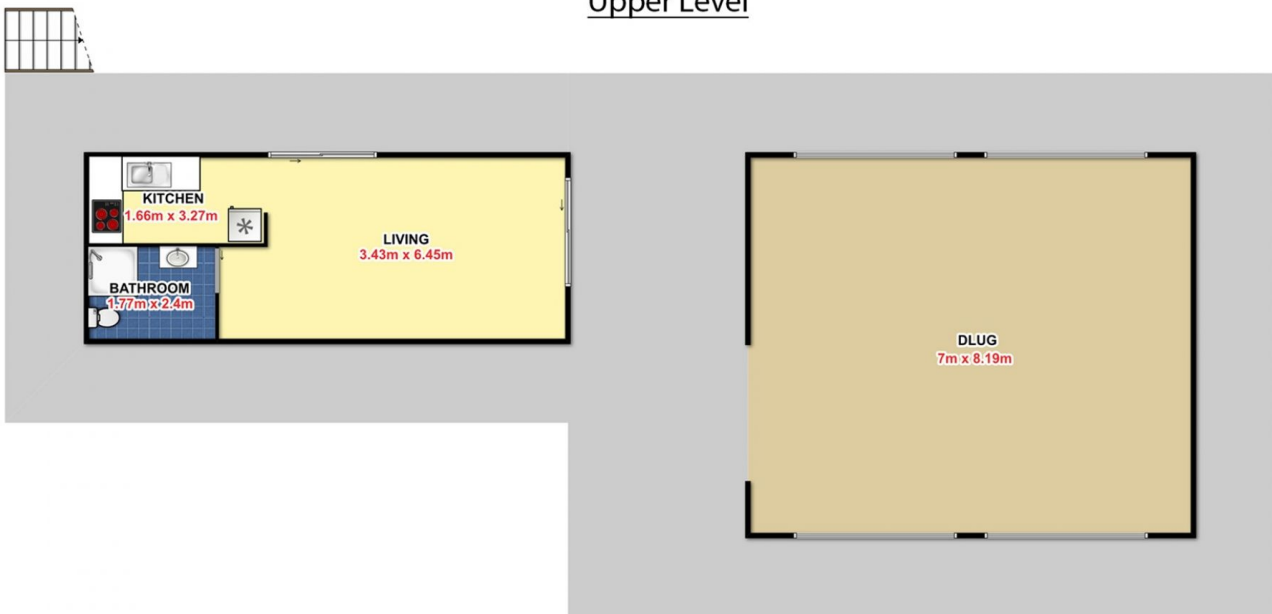 Upper Level
KITCHEN
1.66m x 3.27m
LIVING
3.43m x 6.45m
BATHROOM
1.77m x 2.4m
DLUG
7m x 8.19m